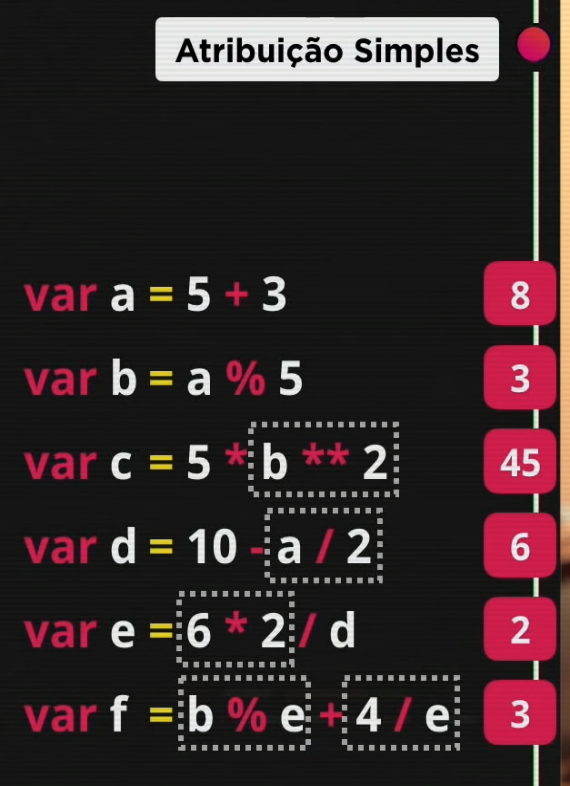 Atribuição Simples
var a = 5 + 3 8
var b = a % 5 3
var c = 5 * b ** 2 45
var d = 10 - a / 2 6
var e = 6 * 2 / d 2
var f = b % e + 4 / e 3